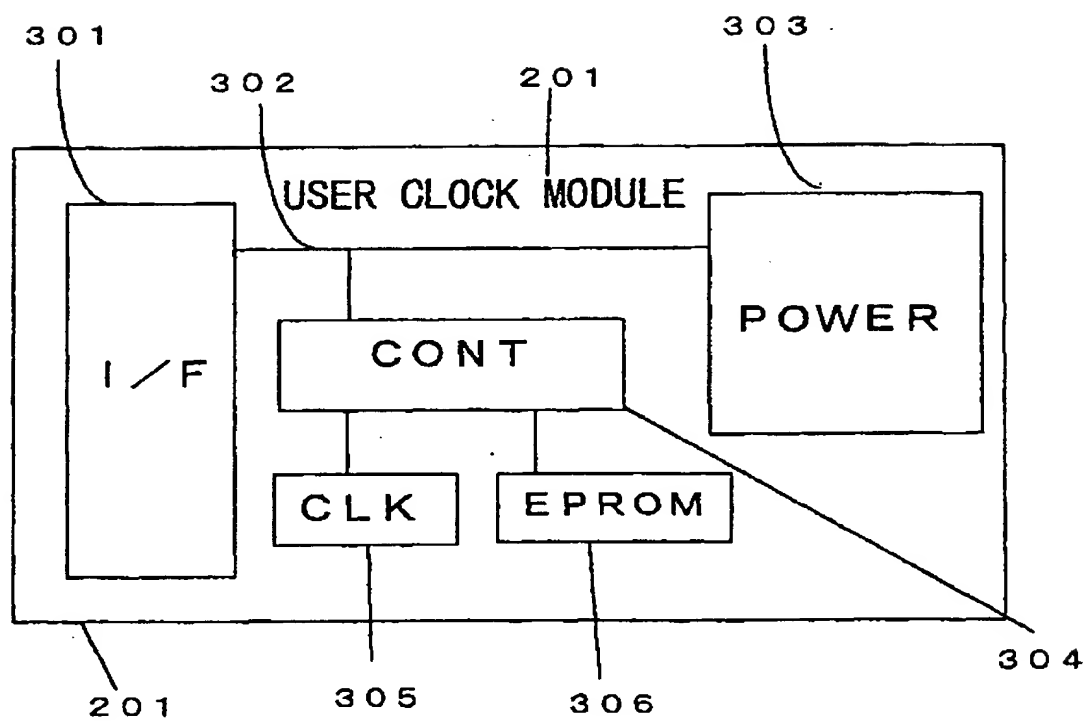 301
302
201
303
USER CLOCK MODULE
I/F
CONT
POWER
CLK
EPROM
201
305
306
304